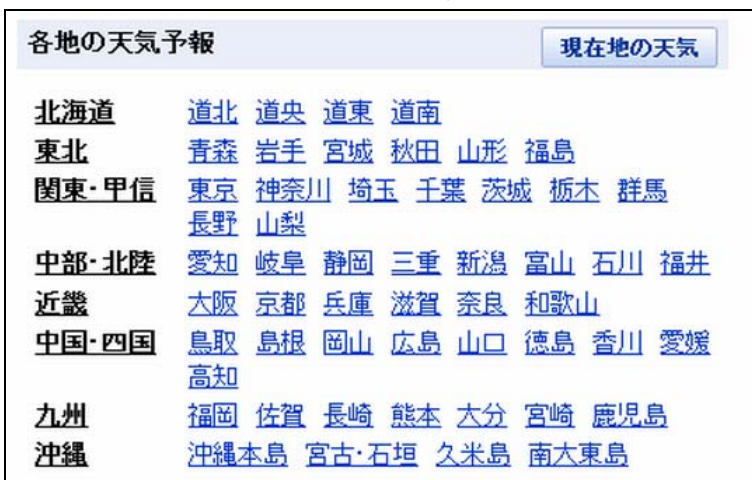 各地の天気予報 現在地の天気
北海道 道北 道央 道東 道南
東北 青森 岩手 宮城 秋田 山形 福島
関東・甲信 東京 神奈川 埼玉 千葉 茨城 栃木 群馬
長野 山梨
中部・北陸 愛知 岐阜 静岡 三重 新潟 富山 石川 福井
近畿 大阪 京都 兵庫 滋賀 奈良 和歌山
中国・四国 鳥取 島根 岡山 広島 山口 徳島 香川 愛媛
高知
九州 福岡 佐賀 長崎 熊本 大分 宮崎 鹿児島
沖縄 沖縄本島 宮古・石垣 久米島 南大東島